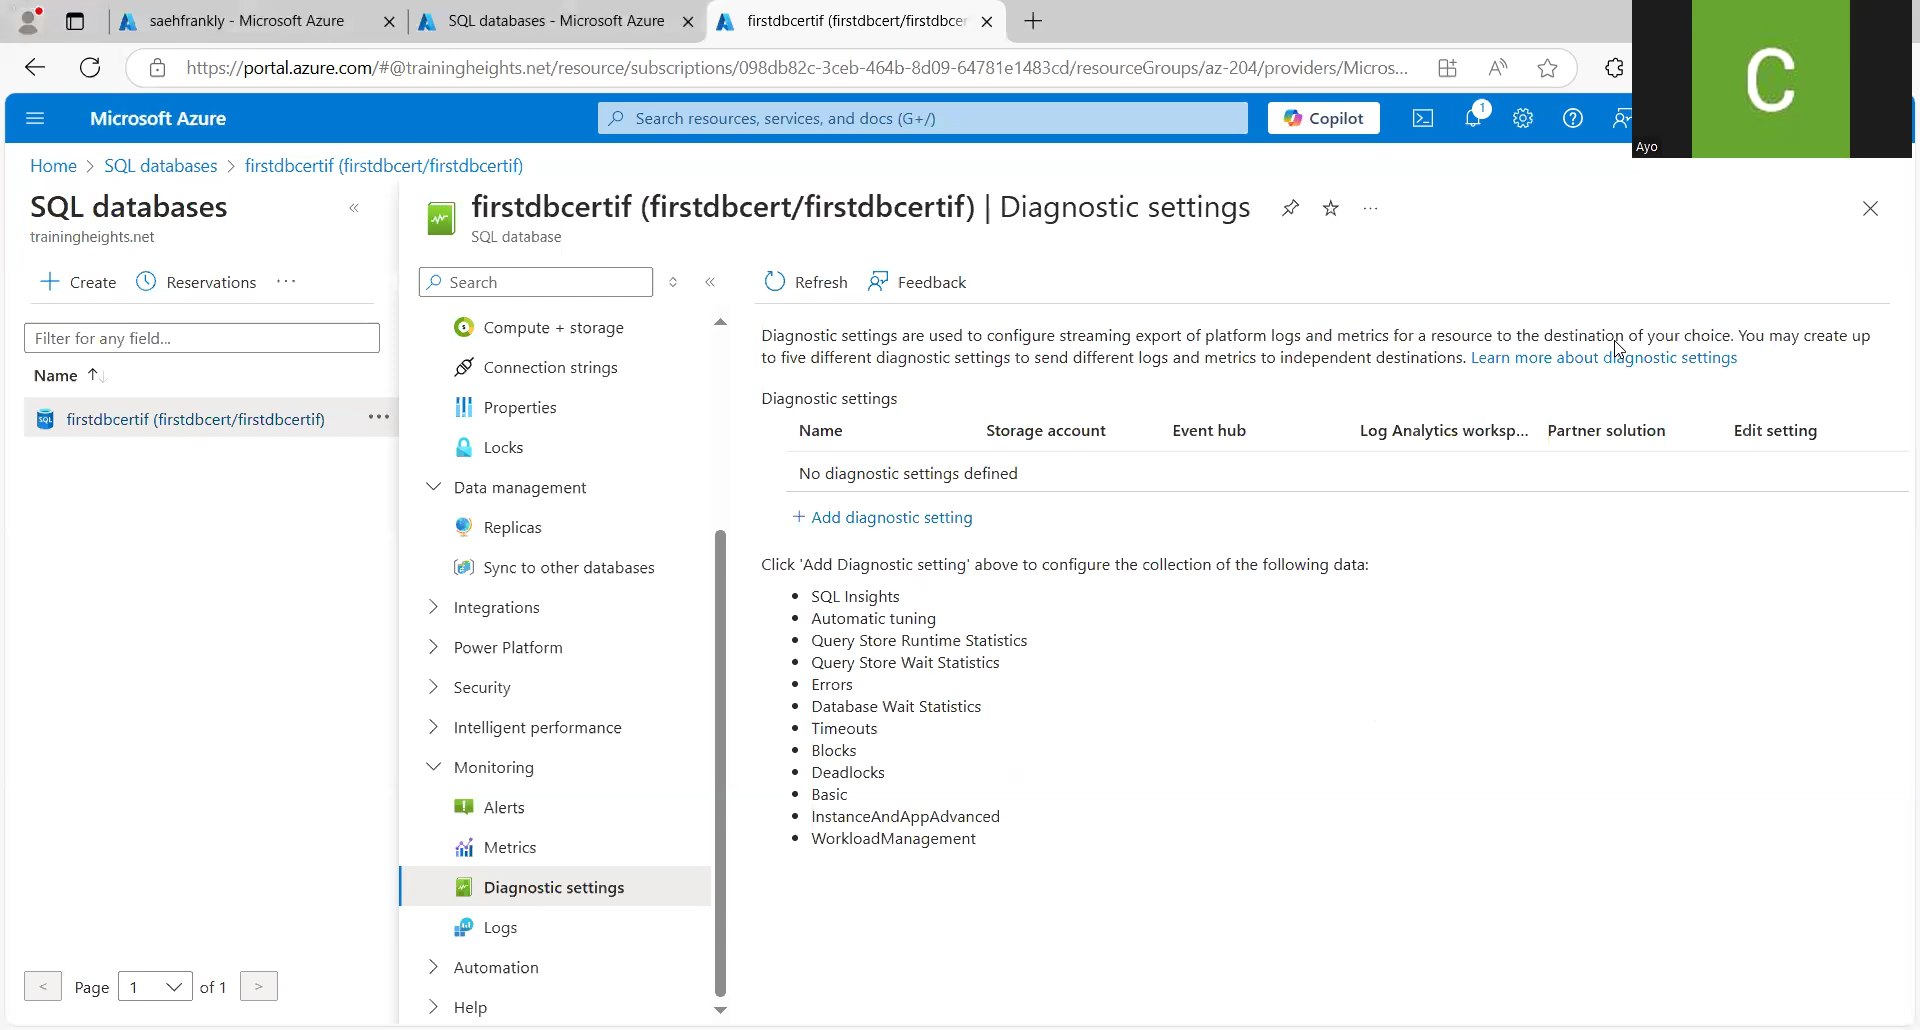 saehfrankly - Microsoft Azure
SQL databases - Microsoft Azure
firstdbcertif (firstdbcert/firstdbcer
https://portal.azure.com/#@trainingheights.net/resource/subscriptions/098db82c-3ceb-464b-8d09-64781e1483cd/resourceGroups/az-204/providers/Micros...
Microsoft Azure
Search resources, services, and docs (G+/)
Copilot
1
C
Ayo
Home > SQL databases > firstdbcertif (firstdbcert/firstdbcertif)
SQL databases
trainingheights.net
Create
Reservations
...
Filter for any field...
Name
firstdbcertif (firstdbcert/firstdbcertif)
...
Page 1 of 1
firstdbcertif (firstdbcert/firstdbcertif) | Diagnostic settings
...
SQL database
Search
Compute + storage
Connection strings
Properties
Locks
Data management
Replicas
Sync to other databases
Integrations
Power Platform
Security
Intelligent performance
Monitoring
Alerts
Metrics
Diagnostic settings
Logs
Automation
Help
Refresh
Feedback
Diagnostic settings are used to configure streaming export of platform logs and metrics for a resource to the destination of your choice. You may create up
to five different diagnostic settings to send different logs and metrics to independent destinations. Learn more about diagnostic settings
Diagnostic settings
Name Storage account Event hub Log Analytics worksp... Partner solution Edit setting
No diagnostic settings defined
+ Add diagnostic setting
Click 'Add Diagnostic setting' above to configure the collection of the following data:
• SQL Insights
• Automatic tuning
• Query Store Runtime Statistics
• Query Store Wait Statistics
• Errors
• Database Wait Statistics
• Timeouts
• Blocks
• Deadlocks
• Basic
• InstanceAndAppAdvanced
• WorkloadManagement